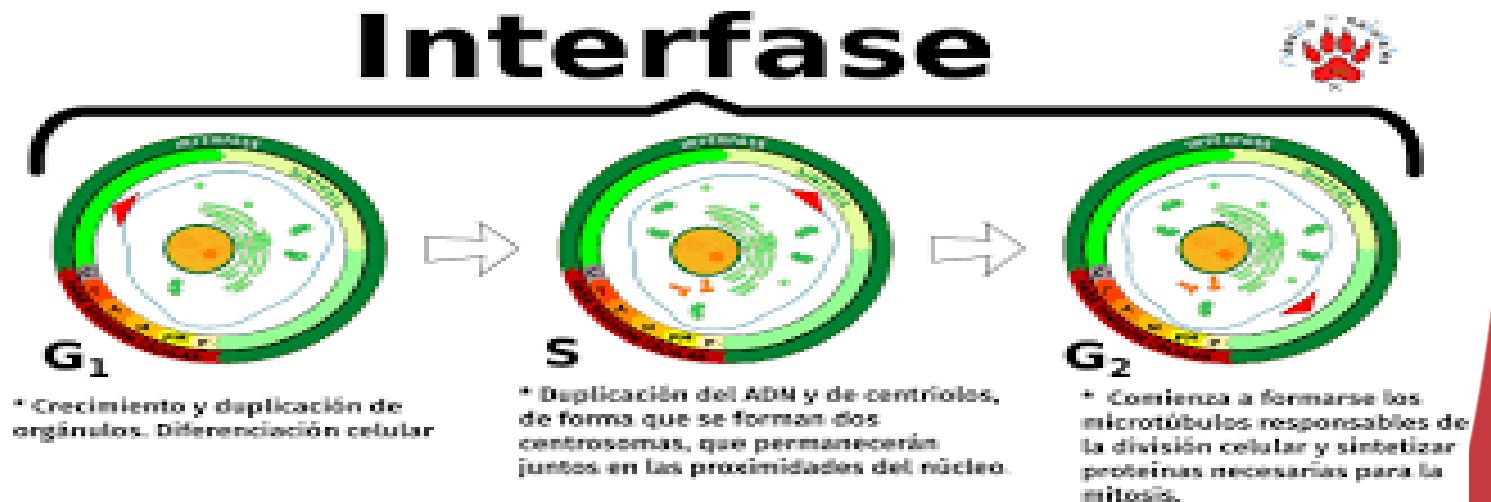 Interfase
G1
* Crecimiento y duplicación de
orgánulos. Diferenciación celular
S
* Duplicación del ADN y de centriolos,
de forma que se forman dos
centrosomas, que permanecerán
juntos en las proximidades del núcleo.
G2
* Comienza a formarse los
microtúbulos responsables de
la división celular y sintetizar
proteínas necesarias para la
mitosis.